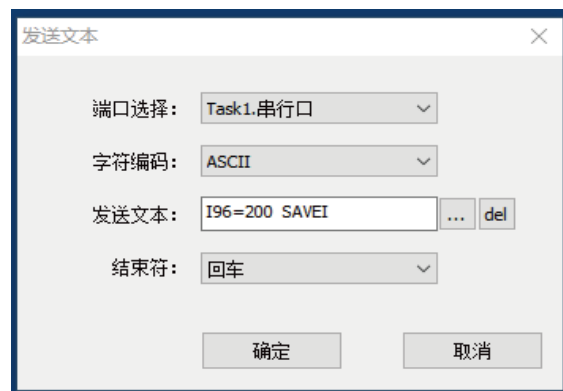 发送文本
端口选择： Task1.串行口
字符编码： ASCII
发送文本： I96=200 SAVEI ... del
结束符： 回车
确定 取消